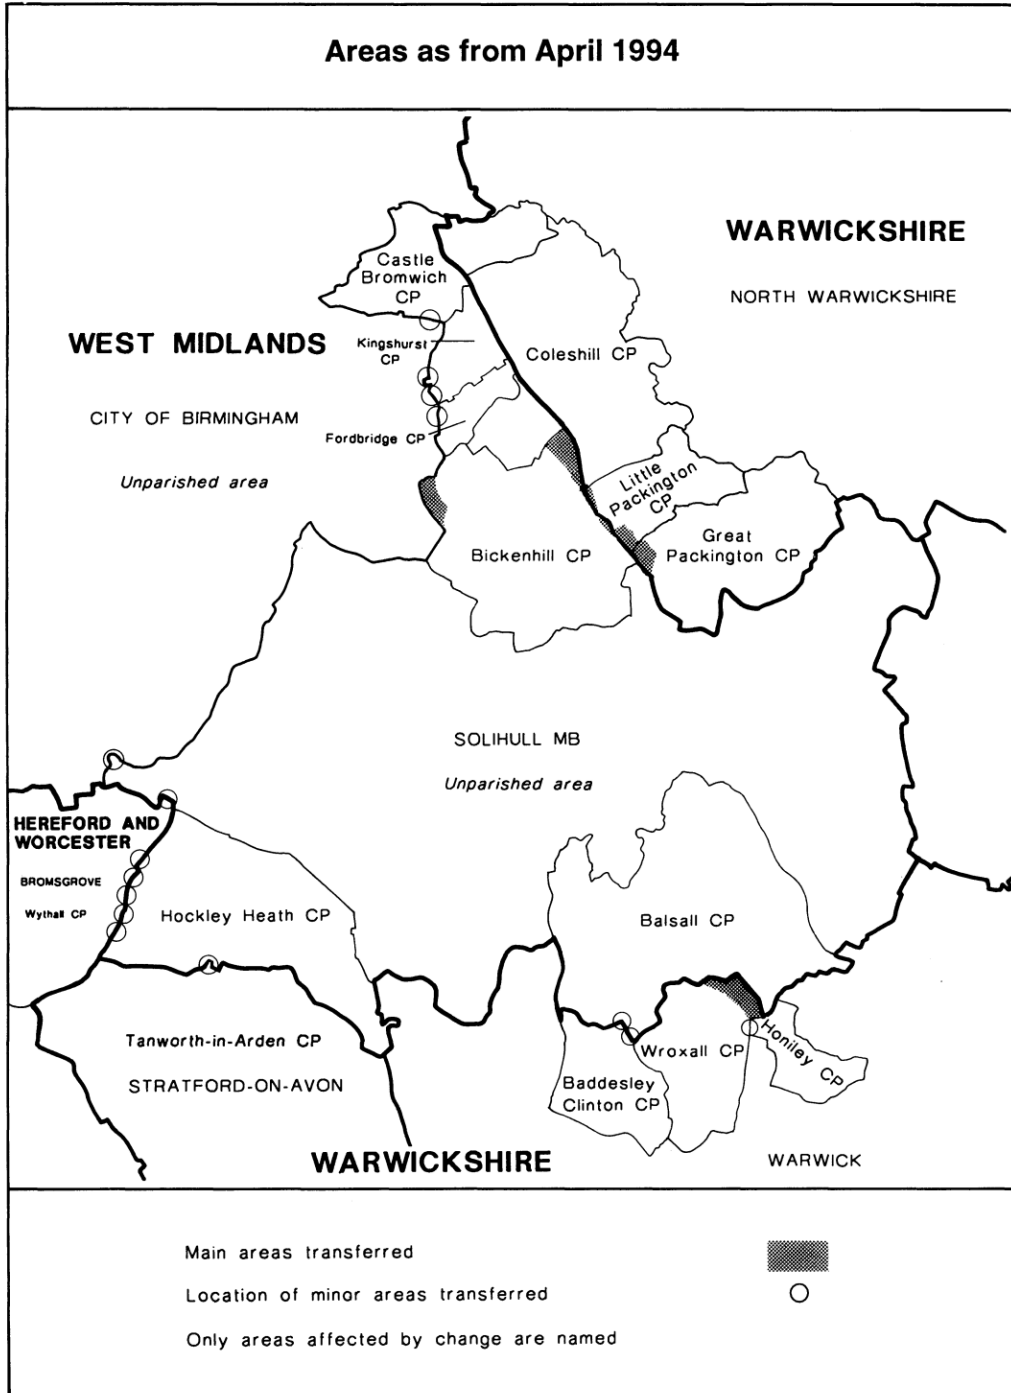 Areas as from April 1994
WARWICKSHIRE
NORTH WARWICKSHIRE
Castle
Bromwich
CP
WEST MIDLANDS
Kingshurst
CP
Coleshill CP
CITY OF BIRMINGHAM
Fordbridge CP
Unparished area
Little
Packington
CP
Bickenhill CP
Great
Packington CP
SOLIHULL MB
Unparished area
HEREFORD AND
WORCESTER
BROMSGROVE
Wythall CP
Hockley Heath CP
Balsall CP
Tanworth-in-Arden CP
STRATFORD-ON-AVON
Wroxall CP
Honiley CP
Baddesley
Clinton CP
WARWICKSHIRE
WARWICK
Main areas transferred
Location of minor areas transferred
Only areas affected by change are named